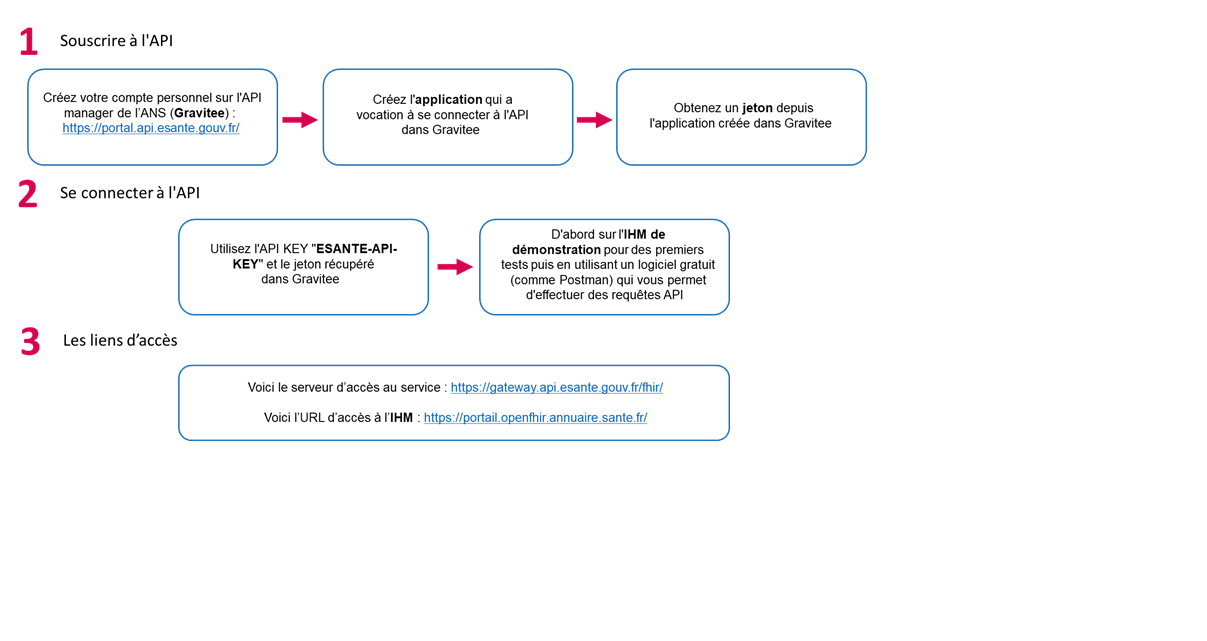 1
Souscrire à l'API
Créez votre compte personnel sur l'API
manager de l’ANS (Gravitee) :
https://portal.api.esante.gouv.fr/
Créez l'application qui a
vocation à se connecter à l'API
dans Gravitee
Obtenez un jeton depuis
l'application créée dans Gravitee
2
Se connecter à l'API
Utilisez l'API KEY "ESANTE-API-
KEY" et le jeton récupéré
dans Gravitee
D'abord sur l'IHM de
démonstration pour des premiers
tests puis en utilisant un logiciel gratuit
(comme Postman) qui vous permet
d'effectuer des requêtes API
3
Les liens d’accès
Voici le serveur d’accès au service : https://gateway.api.esante.gouv.fr/fhir/
Voici l’URL d’accès à l’IHM : https://portail.openfhir.annuaire.sante.fr/